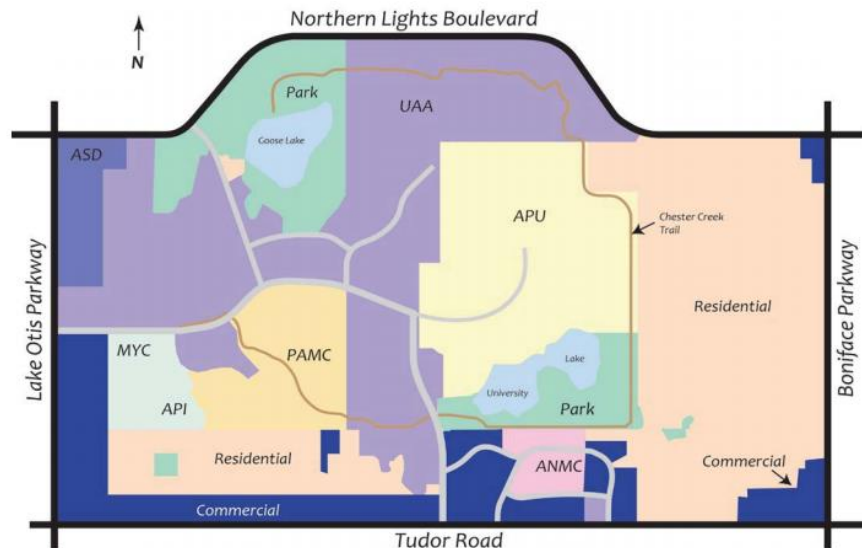 Northern Lights Boulevard
N
Park
UAA
Goose Lake
ASD
APU
Chester Creek
Trail
Lake Otis Parkway
Residential
Boniface Parkway
MYC
PAMC
Lake
University
API
Park
Residential
ANMC
Commercial
Commercial
Tudor Road